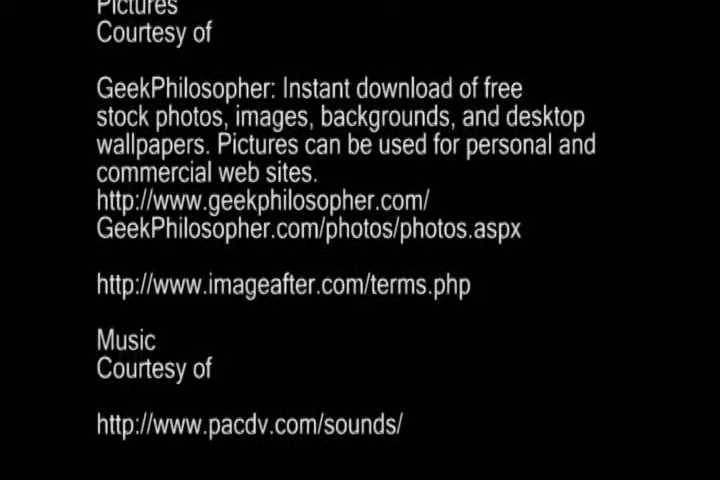 Pictures
Courtesy of
GeekPhilosopher: Instant download of free
stock photos, images, backgrounds, and desktop
wallpapers. Pictures can be used for personal and
commercial web sites.
http://www.geekphilosopher.com/
GeekPhilosopher.com/photos/photos.aspx
http://www.imageafter.com/terms.php
Music
Courtesy of
http://www.pacdv.com/sounds/